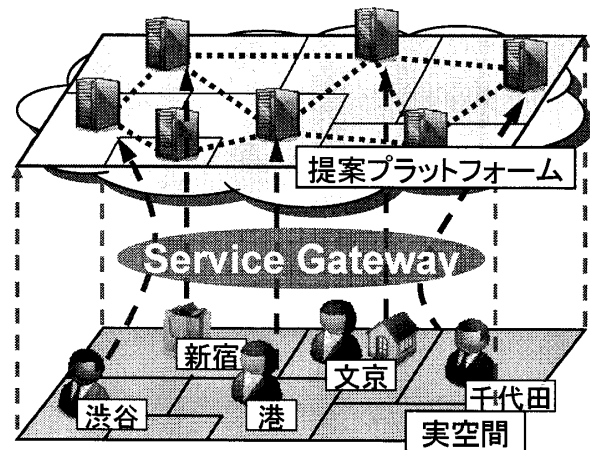 提案プラットフォーム
Service Gateway
新宿
文京
千代田
渋谷
港
実空間